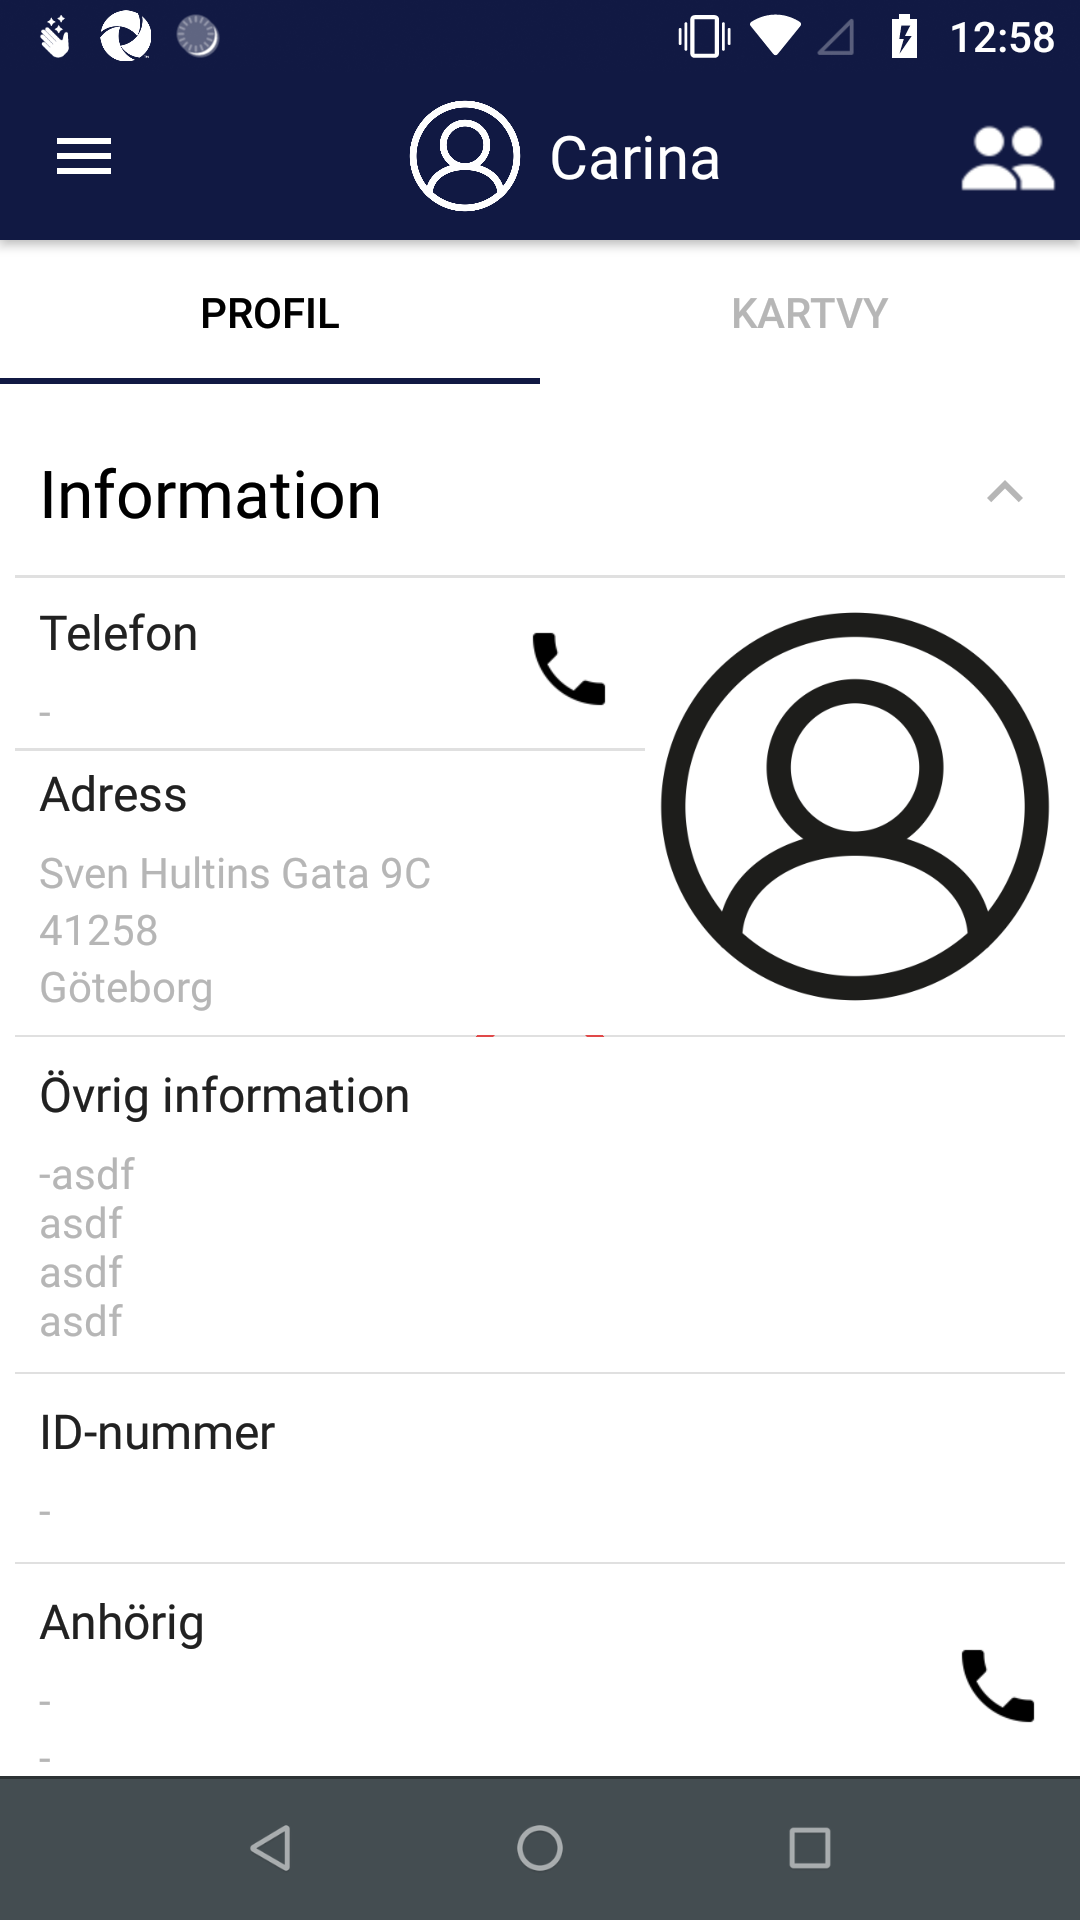 12:58
Carina
PROFIL
KARTVY
Information
Telefon
-
Adress
Sven Hultins Gata 9C
41258
Göteborg
Övrig information
-asdf
asdf
asdf
asdf
ID-nummer
-
Anhörig
-
-